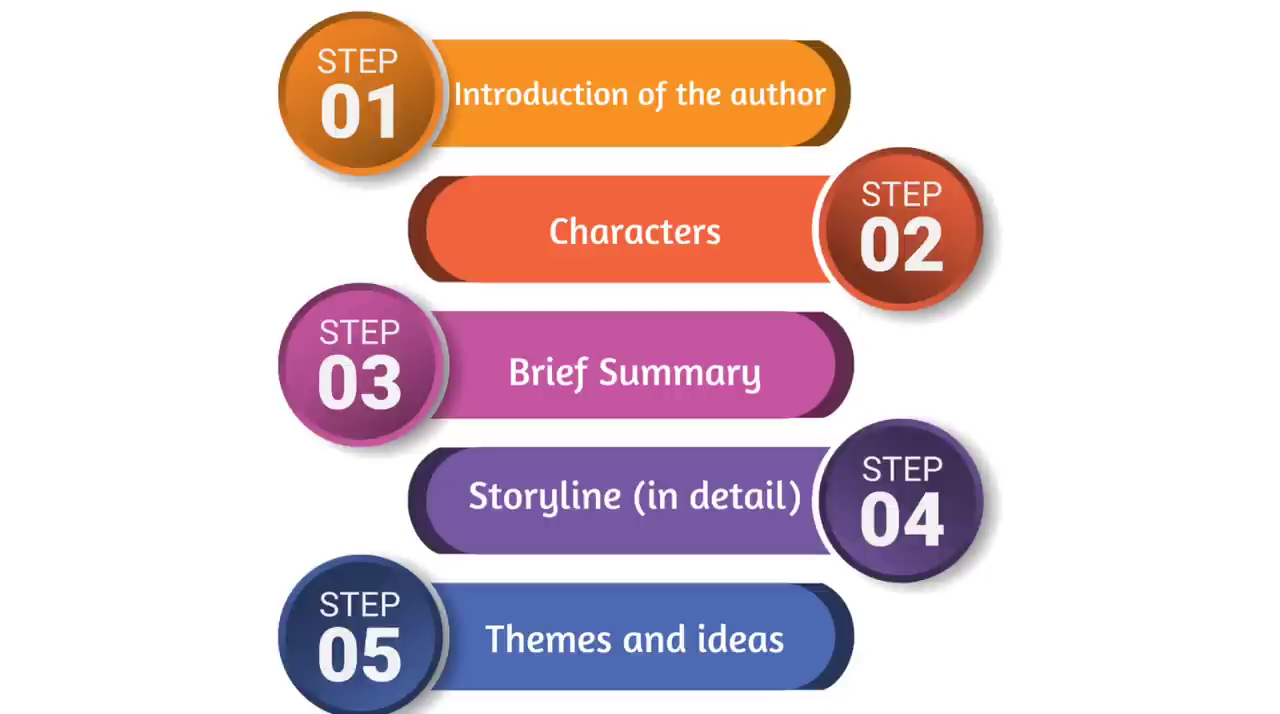 STEP
01
Introduction of the author
Characters
STEP
02
STEP
03
Brief Summary
Storyline (in detail)
STEP
04
STEP
05
Themes and ideas